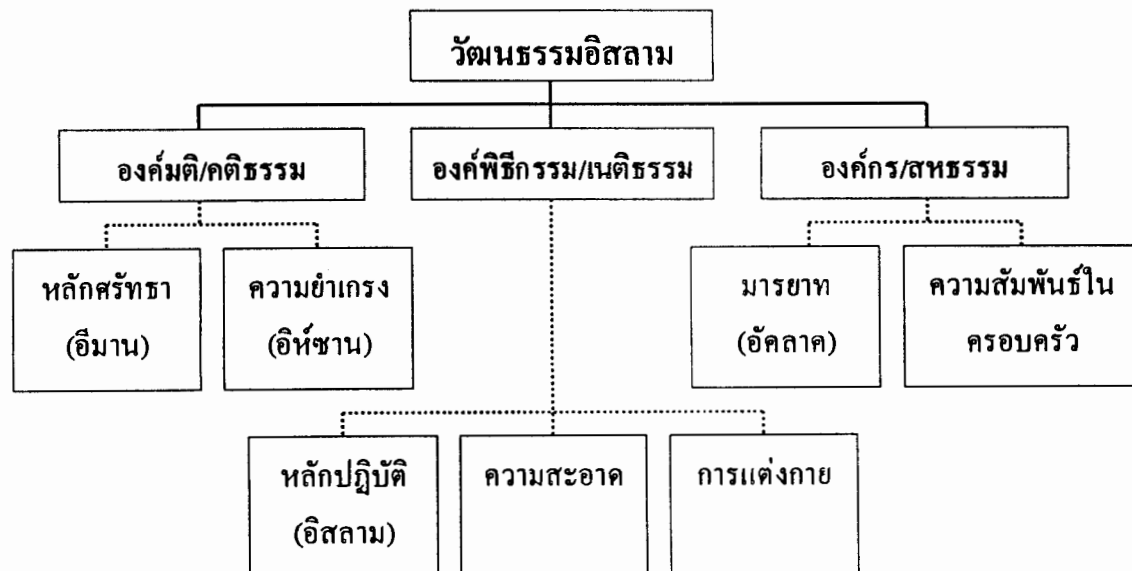 วัฒนธรรมอิสลาม
องค์มติ/คติธรรม
องค์พิธีกรรม/เนติธรรม
องค์กร/สหธรรม
หลักศรัทธา
(อีมาน)
ความยำเกรง
(อิห์ซาน)
มารยาท
(อัคลาค)
ความสัมพันธ์ใน
ครอบครัว
หลักปฎิบัติ
(อิสลาม)
ความสะอาด
การแต่งกาย